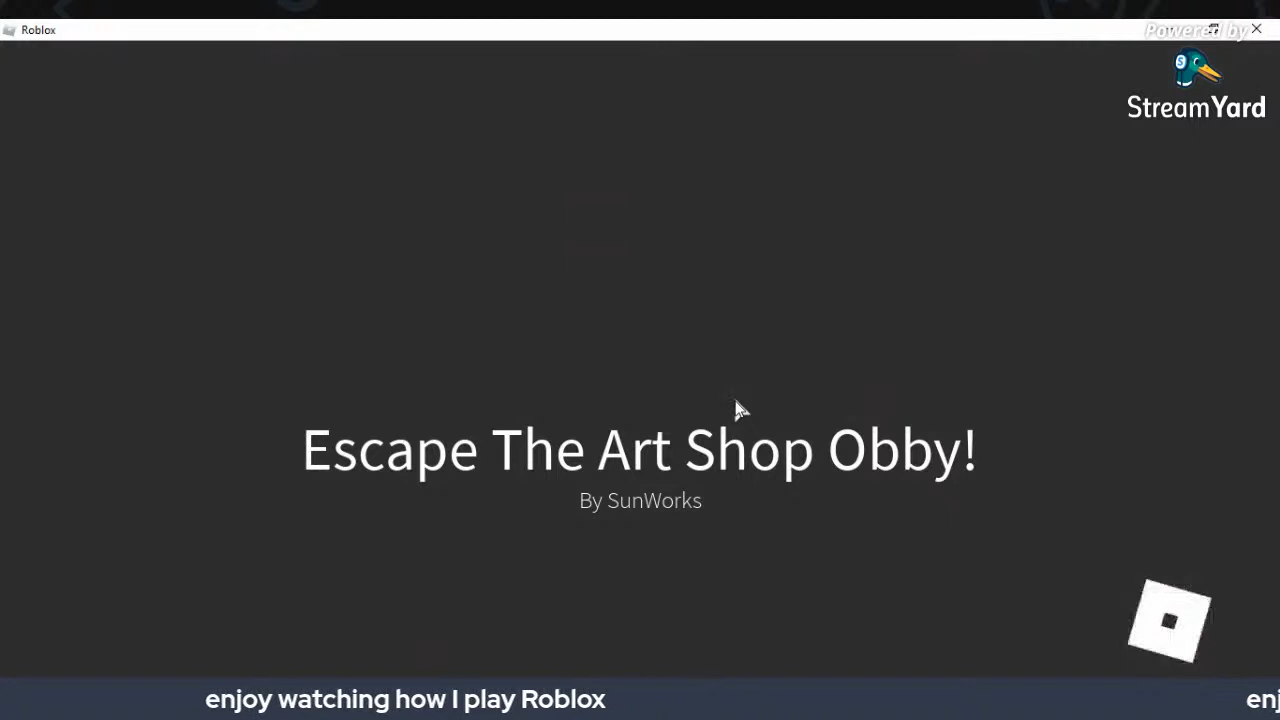 Roblox
Powered by
StreamYard
Escape The Art Shop Obby!
By SunWorks
enjoy watching how I play Roblox
enj